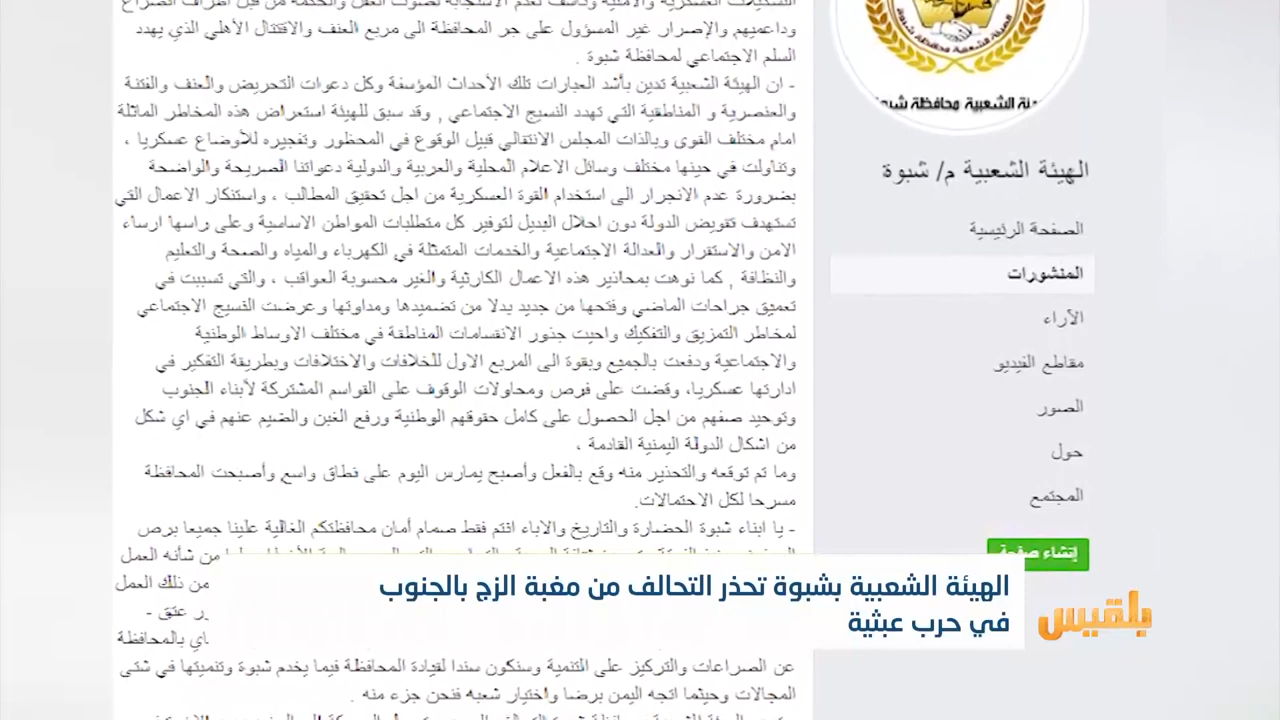 وداعميهم والإصرار غير المسؤول على جر المحافظة الى مربع العنف والاقتتال الأهلي الذي يهدد
السلم الاجتماعي لمحافظة شبوة .
- ان الهيئة الشعبية تدين بأشد العبارات تلك الأحداث المؤسفة وكل دعوات التحريض والعنف والفتنة
والعنصرية و المناطقية التي تهدد النسيج الاجتماعي , وقد سبق للهيئة استعراض هذه المخاطر الماثلة
امام مختلف القوى وبالذات المجلس الانتقالي قبيل الوقوع في المحظور وتفجيره للأوضاع عسكريا ،
وتناولت في حينها مختلف وسائل الاعلام المحلية والعربية والدولية دعواتنا الصريحة والواضحة
بضرورة عدم الانجرار الى استخدام القوة العسكرية من اجل تحقيق المطالب ، واستنكار الاعمال التي
تستهدف تقويض الدولة دون احلال البديل لتوفير كل متطلبات المواطن الاساسية وعلى راسها ارساء
الامن والاستقرار والعدالة الاجتماعية والخدمات المتمثلة في الكهرباء والمياه والصحة والتعليم
والنظافة , كما نوهت بمحاذير هذه الاعمال الكارثية والغير محسوبة العواقب ، والتي تسببت في
تعميق جراحات الماضي وفتحها من جديد بدلا من تضميدها ومداوتها وعرضت النسيج الاجتماعي
لمخاطر التمزيق والتفكيك واحيت جذور الانقسامات المناطقة في مختلف الاوساط الوطنية
والاجتماعية ودفعت بالجميع وبقوة الى المربع الاول للخلافات والاختلافات وبطريقة التفكير في
ادارتها عسكريا، وقضت على فرص ومحاولات الوقوف على القواسم المشتركة لأبناء الجنوب
وتوحيد صفهم من اجل الحصول على كامل حقوقهم الوطنية ورفع الغبن والضيم عنهم في اي شكل
من اشكال الدولة اليمنية القادمة ،
وما تم توقعه والتحذير منه وقع بالفعل وأصبح يمارس اليوم على نطاق واسع وأصبحت المحافظة
مسرحا لكل الاحتمالات.
- يا ابناء شبوة الحضارة والتاريخ والاباء انتم فقط صمام أمان محافظتكم الغالية علينا جميعا برص
من شأنه العمل
من ذلك العمل
عن الصراعات والتركيز على التنمية وسنكون سندا لقيادة المحافظة فيما يخدم شبوة وتنميتها في شتى
المجالات وحيثما اتجه اليمن برضا واختيار شعبه فنحن جزء منه .
الهيئة الشعبية محافظة شبوة
الهيئة الشعبية م/ شبوة
الصفحة الرئيسية
المنشورات
الآراء
مقاطع الفيديو
الصور
حول
المجتمع
إنشاء صفحة
الهيئة الشعبية بشبوة تحذر التحالف من مغبة الزج بالجنوب
في حرب عبثية
بلقيس